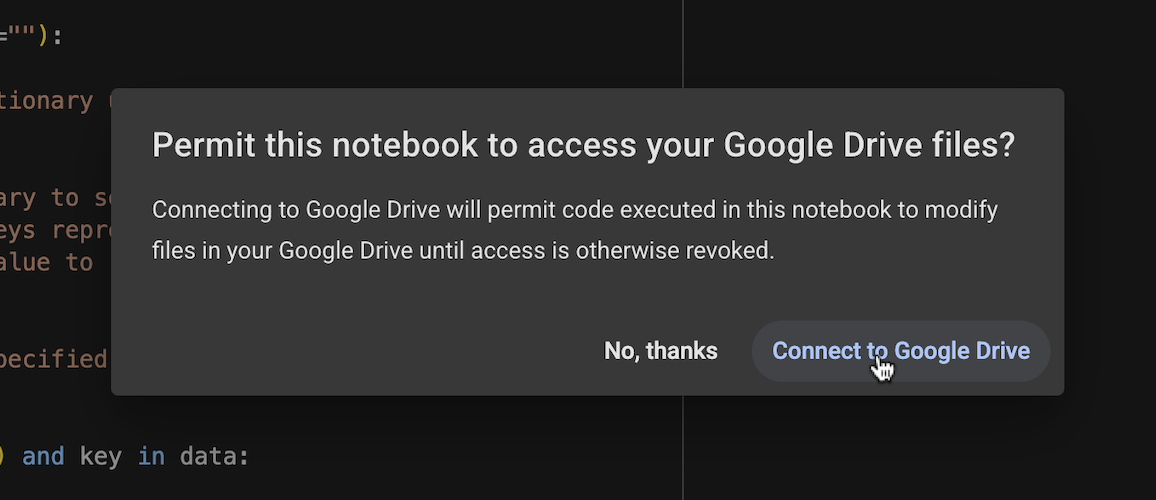 =""):
tionary
Permit this notebook to access your Google Drive files?
ary to
eys
Connecting to Google Drive will permit code executed in this notebook to modify
files in your Google Drive until access is otherwise revoked.
alue to
No, thanks
Connect to Google Drive
pecified
) and key in data: